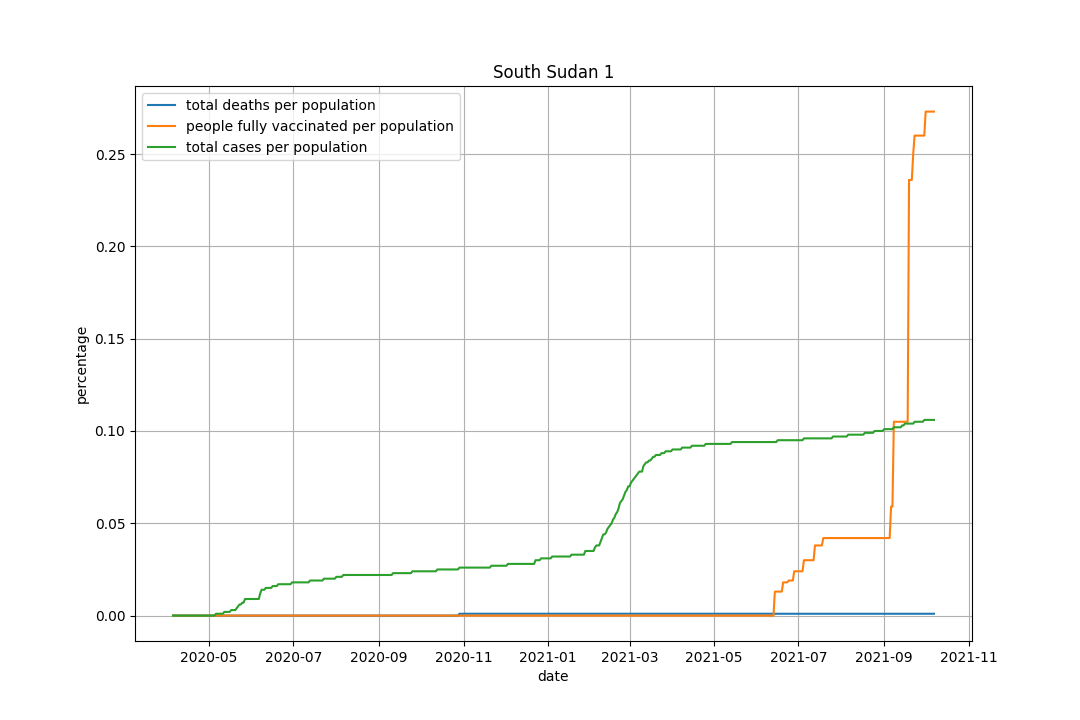 South Sudan 1
total deaths per population
people fully vaccinated per population
total cases per population
0.25
0.20
0.15
0.10
0.05
0.00
percentage
2020-05 2020-07 2020-09 2020-11 2021-01 2021-03 2021-05 2021-07 2021-09 2021-11
date